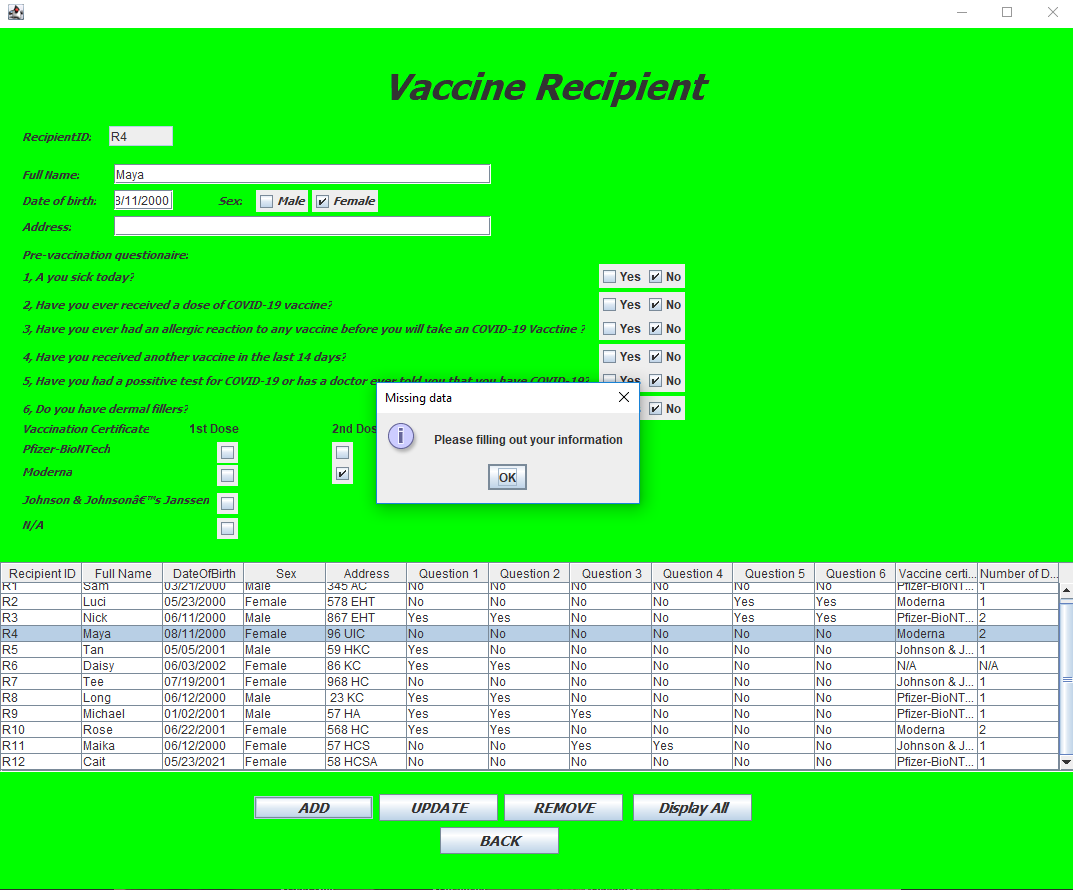 Vaccine Recipient
RecipientID: R4
Full Name: Maya
Date of birth: 3/11/2000 Sex: Male Female
Address:
Pre-vaccination questionaire:
1, A you sick today? Yes No
2, Have you ever received a dose of COVID-19 vaccine? Yes No
3, Have you ever had an allergic reaction to any vaccine before you will take an COVID-19 Vacctine ? Yes No
4, Have you received another vaccine in the last 14 days? Yes No
5, Have you had a possitive test for COVID-19 or has a doctor ever told you that you have COVID-19? Yes No
6, Do you have dermal fillers? No
Vaccination Certificate 1st Dose 2nd Dos
Pfizer-BioNTech
Moderna
Johnson & Johnsonâ€™s Janssen
N/A
Missing data
Please filling out your information
OK
Recipient ID Full Name DateOfBirth Sex Address Question 1 Question 2 Question 3 Question 4 Question 5 Question 6 Vaccine certi... Number of D...
R1 Sam 03/21/2000 Male 345 AC No No No No No No Pfizer-BioNT... 1
R2 Luci 05/23/2000 Female 578 EHT No No No No Yes Yes Moderna 1
R3 Nick 06/11/2000 Male 867 EHT Yes Yes No No Yes Yes Pfizer-BioNT... 2
R4 Maya 08/11/2000 Female 96 UIC No No No No No No Moderna 2
R5 Tan 05/05/2001 Male 59 HKC Yes No No No No No Johnson & J... 1
R6 Daisy 06/03/2002 Female 86 KC Yes Yes No No No No N/A N/A
R7 Tee 07/19/2001 Female 968 HC No No No No No No Johnson & J... 1
R8 Long 06/12/2000 Male 23 KC Yes Yes No No No No Pfizer-BioNT... 1
R9 Michael 01/02/2001 Male 57 HA Yes Yes Yes No No No Pfizer-BioNT... 1
R10 Rose 06/22/2001 Female 568 HC Yes Yes No No No No Moderna 2
R11 Maika 06/12/2000 Female 57 HCS No No Yes Yes No No Johnson & J... 1
R12 Cait 05/23/2021 Female 58 HCSA No No No No No No Pfizer-BioNT... 1
ADD UPDATE REMOVE Display All
BACK